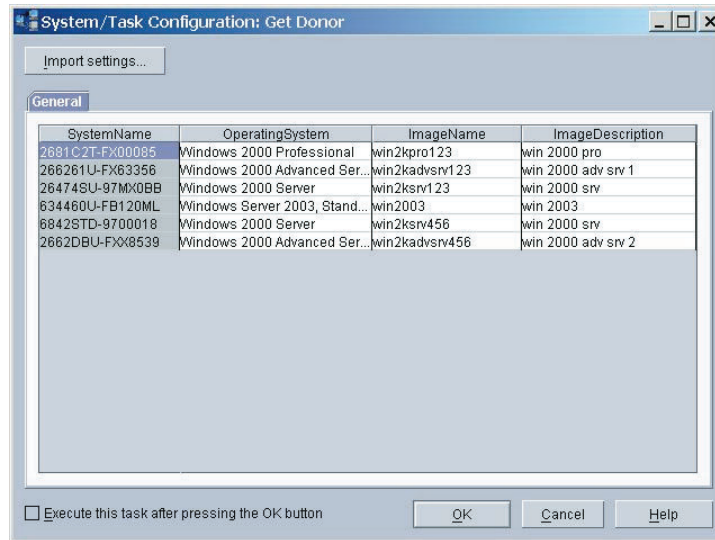 System/Task Configuration: Get Donor
Import settings...
General
SystemName OperatingSystem ImageName ImageDescription
2681C2T-FX00085 Windows 2000 Professional win2kpro123 win 2000 pro
266261U-FX63356 Windows 2000 Advanced Ser... win2kadvsrv123 win 2000 adv srv 1
26474SU-97MX0BB Windows 2000 Server win2ksrv123 win 2000 srv
634460U-FB120ML Windows Server 2003, Stand... win2003 win 2003
6842STD-9700018 Windows 2000 Server win2ksrv456 win 2000 srv
2662DBU-FXX8539 Windows 2000 Advanced Ser... win2kadvsrv456 win 2000 adv srv 2
Execute this task after pressing the OK button OK Cancel Help